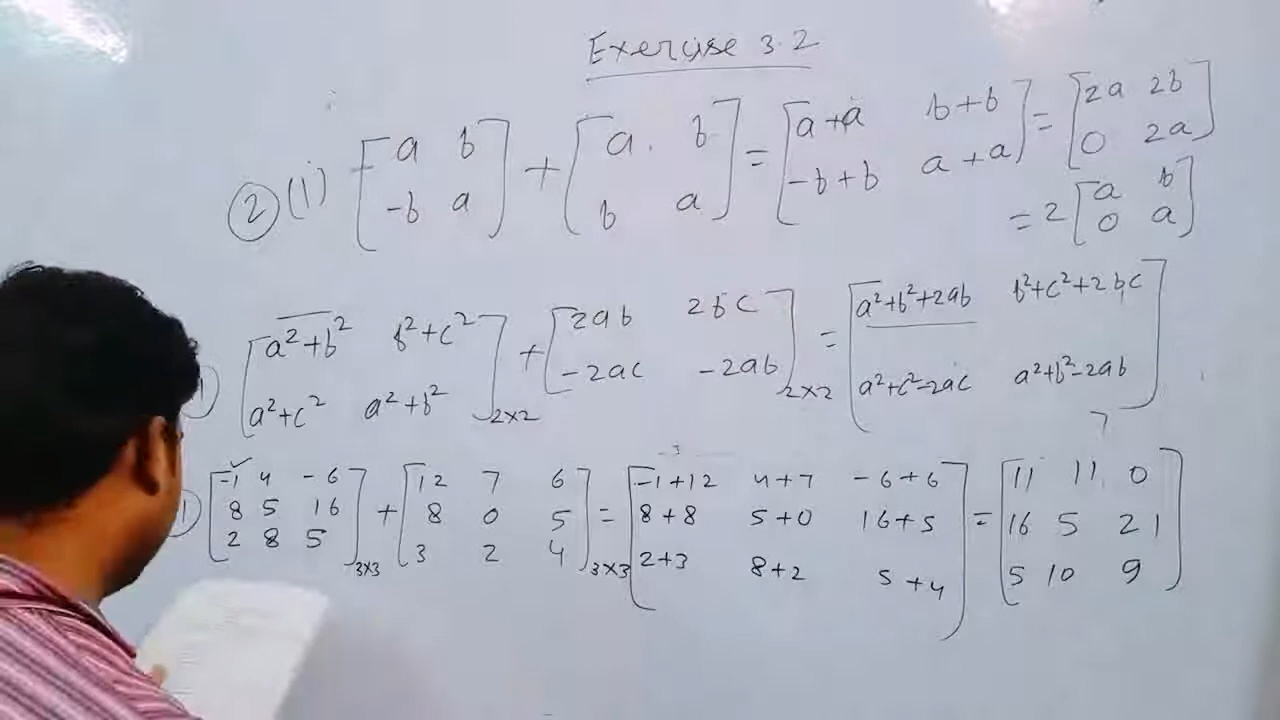 Exercise 3.2
② (i) [a b] + [a. b] = [a+a b+b] = [2a 2b]
[-b a] [b a] [-b+b a+a] [0 2a]
= 2 [a b]
[0 a]
[a²+b² b²+c²] + [2ab 2bc] = [a²+b²+2ab b²+c²+2bc]
[a²+c² a²+b²]2×2 [-2ac -2ab]2×2 [a²+c²-2ac a²+b²-2ab]
[-1 4 -6] + [12 7 6] = [-1+12 4+7 -6+6] = [11 11 0]
[8 5 16] [8 0 5] [8+8 5+0 16+5] [16 5 21]
[2 8 5]3×3 [3 2 4]3×3 [2+3 8+2 5+4] [5 10 9]